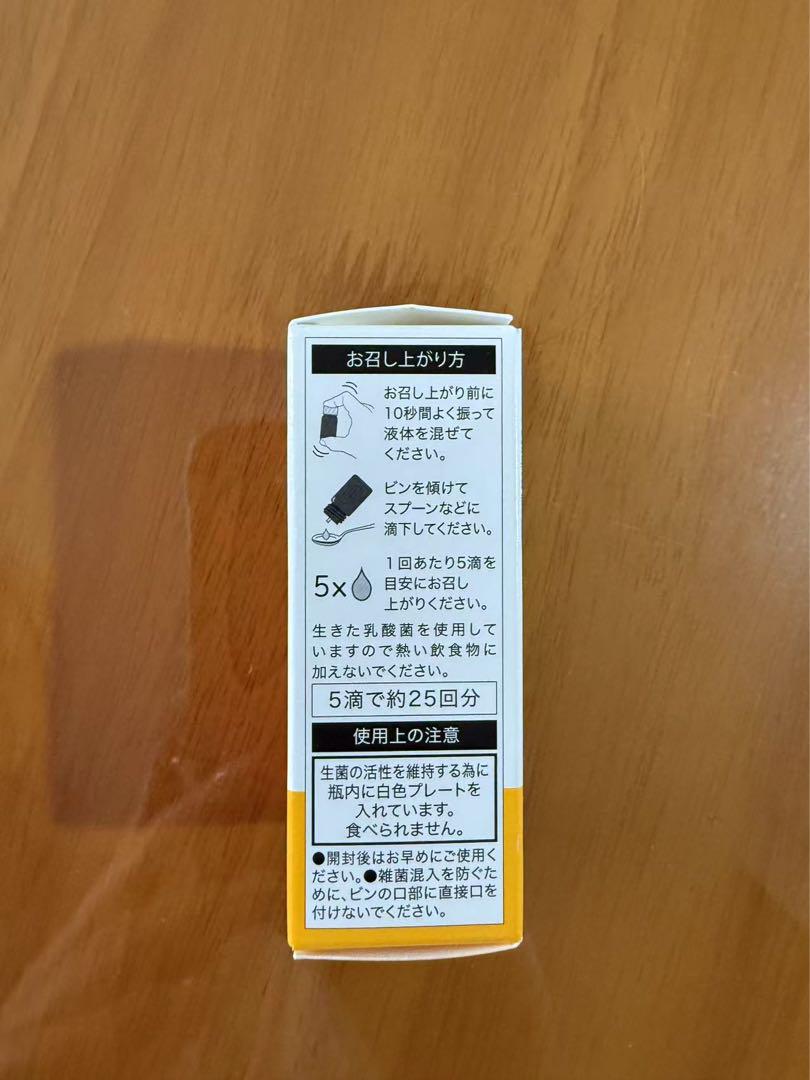 お召し上がり方
お召し上がり前に
10秒間よく振って
液体を混ぜて
ください。
ビンを傾けて
スプーンなどに
滴下してください。
5x
1回あたり5滴を
目安にお召し
上がりください。
生きた乳酸菌を使用して
いますので熱い飲食物に
加えないでください。
5滴で約25回分
使用上の注意
生菌の活性を維持する為に
瓶内に白色プレートを
入れています。
食べられません。
●開封後はお早めにご使用く
ださい。●雑菌混入を防ぐた
めに、ビンの口部に直接口を
付けないでください。